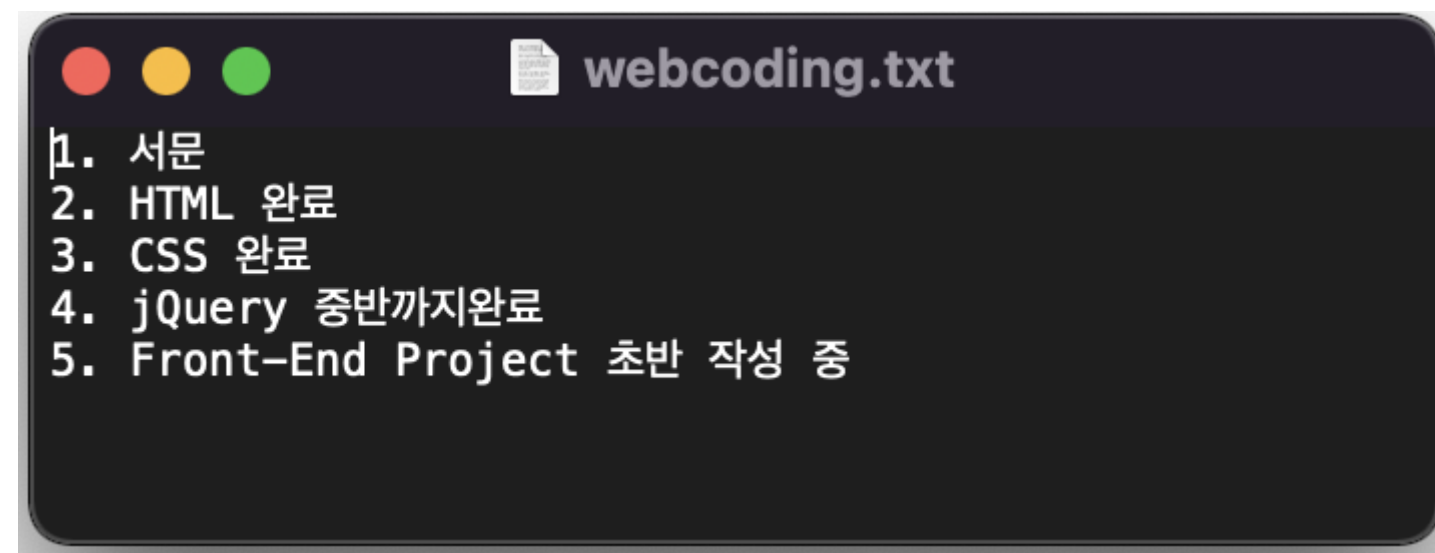 webcoding.txt
1. 서문
2. HTML 완료
3. CSS 완료
4. jQuery 중반까지완료
5. Front-End Project 초반 작성 중